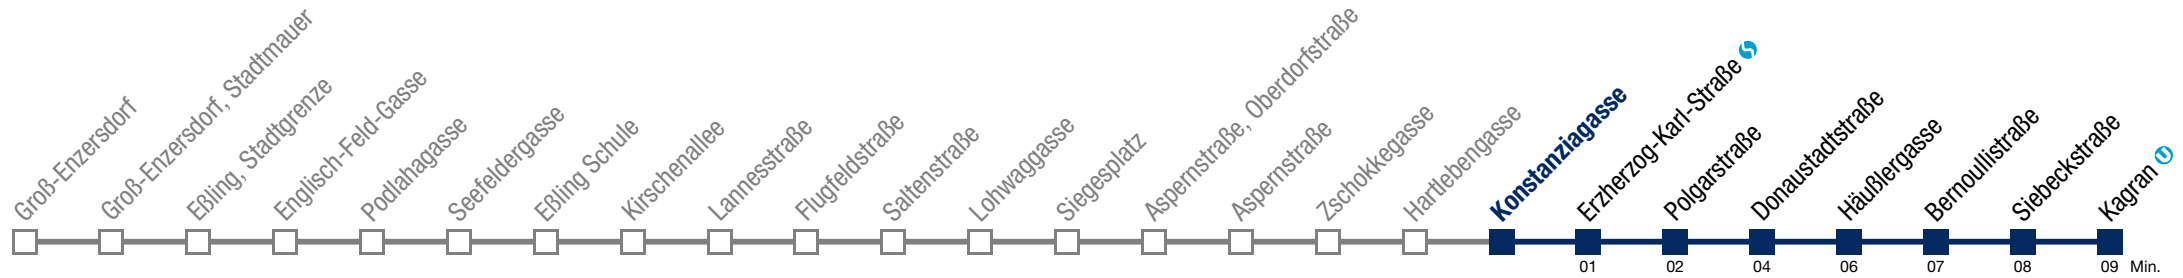 Groß-Enzersdorf
Groß-Enzersdorf, Stadtmauer
Eßling, Stadtgrenze
Englisch-Feld-Gasse
Podlahagasse
Seefeldergasse
Eßling Schule
Kirschenallee
Lannesstraße
Flugfeldstraße
Saltenstraße
Lohwaggasse
Siegesplatz
Aspernstraße, Oberdorfstraße
Aspernstraße
Zschokkegasse
Hartlebengasse
Konstanziagasse
Erzherzog-Karl-Straße
Polgarstraße
Donaustadtstraße
Häußlergasse
Bernoullistraße
Siebeckstraße
Kagran U
01 02 04 06 07 08 09 Min.